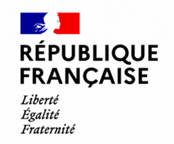 RÉPUBLIQUE
FRANÇAISE
Liberté
Égalité
Fraternité